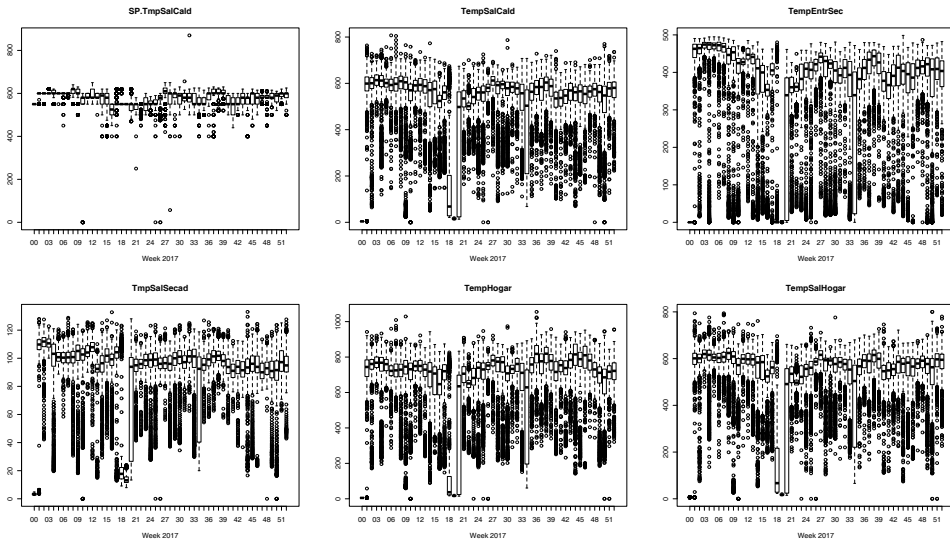 SP.TmpSalCald
TempSalCald
TempEntrSec
0 200 400 600 800
0 200 400 600 800
0 100 200 300 400 500
00 03 06 09 12 15 18 21 24 27 30 33 36 39 42 45 48 51
00 03 06 09 12 15 18 21 24 27 30 33 36 39 42 45 48 51
00 03 06 09 12 15 18 21 24 27 30 33 36 39 42 45 48 51
Week 2017
Week 2017
Week 2017
TmpSalSecad
TempHogar
TempSalHogar
0 20 40 60 80 100 120
0 200 400 600 800 1000
0 200 400 600 800
00 03 06 09 12 15 18 21 24 27 30 33 36 39 42 45 48 51
00 03 06 09 12 15 18 21 24 27 30 33 36 39 42 45 48 51
00 03 06 09 12 15 18 21 24 27 30 33 36 39 42 45 48 51
Week 2017
Week 2017
Week 2017